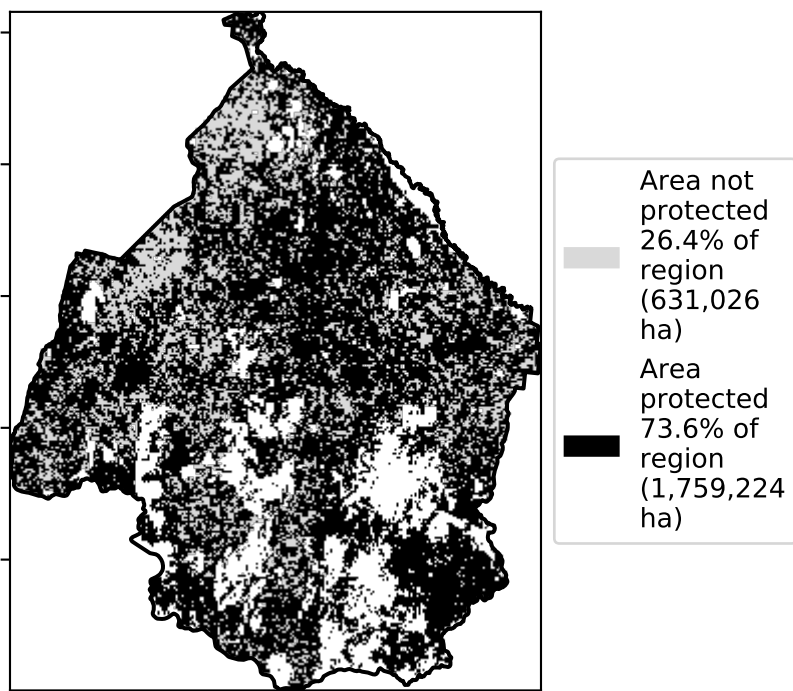 Area not
protected
26.4% of
region
(631,026
ha)
Area
protected
73.6% of
region
(1,759,224
ha)